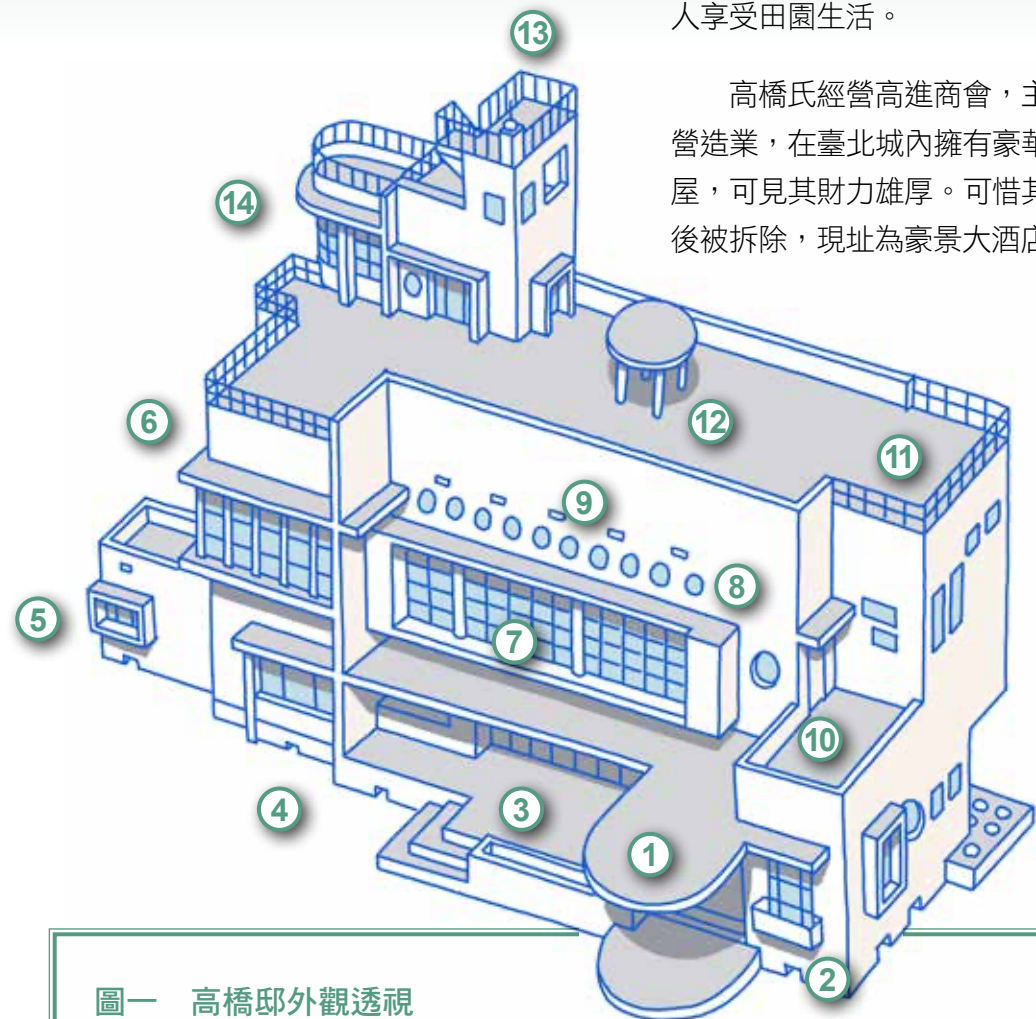 人享受田園生活。
高橋氏經營高進商會，主
營造業，在臺北城內擁有豪華
屋，可見其財力雄厚。可惜其
後被拆除，現址為豪景大酒店
13
14
6
12
11
9
8
5
7
10
4
3
1
2
圖一 高橋邸外觀透視